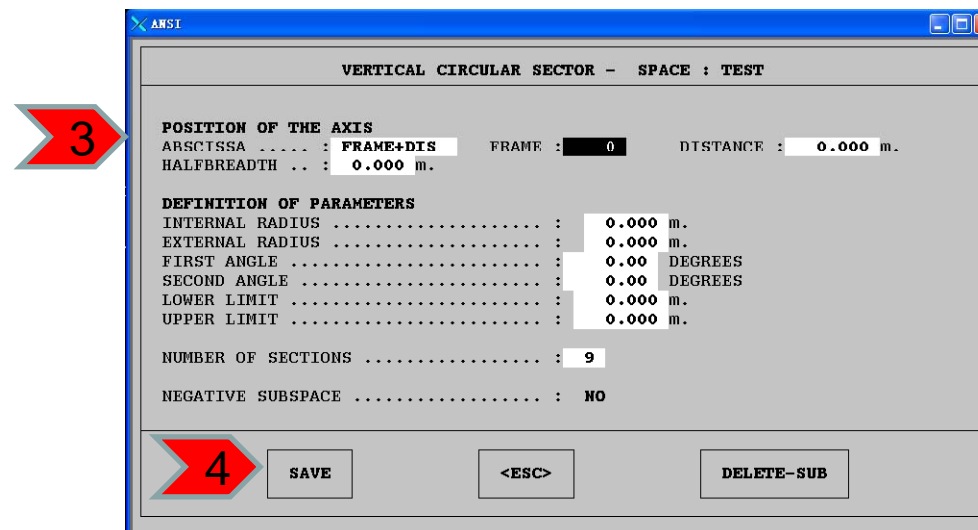 ANSI
VERTICAL CIRCULAR SECTOR - SPACE : TEST
3
POSITION OF THE AXIS
ABSCISSA ..... : FRAME+DIS FRAME : 0 DISTANCE : 0.000 m.
HALFBREADTH .. : 0.000 m.
DEFINITION OF PARAMETERS
INTERNAL RADIUS .................... : 0.000 m.
EXTERNAL RADIUS .................... : 0.000 m.
FIRST ANGLE ........................ : 0.00 DEGREES
SECOND ANGLE ....................... : 0.00 DEGREES
LOWER LIMIT ........................ : 0.000 m.
UPPER LIMIT ........................ : 0.000 m.
NUMBER OF SECTIONS ................. : 9
NEGATIVE SUBSPACE .................. : NO
4 SAVE <ESC> DELETE-SUB